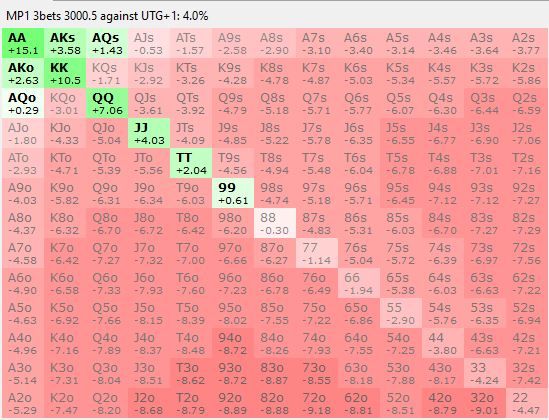 MP1 3bets 3000.5 against UTG+1: 4.0%
AA AKs AQs AJs ATs A9s A8s A7s A6s A5s A4s A3s A2s
+15.1 +3.58 +1.43 -0.53 -1.57 -2.58 -2.90 -3.10 -3.40 -3.14 -3.46 -3.64 -3.77
AKo KK KQs KJs KTs K9s K8s K7s K6s K5s K4s K3s K2s
+2.63 +10.5 -1.71 -2.92 -3.26 -4.28 -4.78 -4.87 -5.03 -5.34 -5.57 -5.72 -5.86
AQo KQo QQ QJs QTs Q9s Q8s Q7s Q6s Q5s Q4s Q3s Q2s
+0.29 -3.01 +7.06 -3.61 -3.92 -4.79 -5.18 -5.71 -5.77 -6.07 -6.30 -6.44 -6.59
AJo KJo QJo JJ JTs J9s J8s J7s J6s J5s J4s J3s J2s
-1.80 -4.33 -5.04 +4.03 -4.09 -4.85 -5.22 -5.78 -6.35 -6.55 -6.77 -6.90 -7.06
ATo KTo QTo JTo TT T9s T8s T7s T6s T5s T4s T3s T2s
-2.93 -4.71 -5.39 -5.56 +2.04 -4.56 -4.94 -5.48 -6.04 -6.78 -6.88 -7.01 -7.16
A9o K9o Q9o J9o T9o 99 98s 97s 96s 95s 94s 93s 92s
-4.03 -5.82 -6.31 -6.34 -6.03 +0.61 -4.74 -5.18 -5.71 -6.45 -7.12 -7.12 -7.27
A8o K8o Q8o J8o T8o 98o 88 87s 86s 85s 84s 83s 82s
-4.37 -6.32 -6.70 -6.72 -6.42 -6.20 -0.30 -4.83 -5.31 -6.03 -6.70 -7.27 -7.29
A7o K7o Q7o J7o T7o 97o 87o 77 76s 75s 74s 73s 72s
-4.58 -6.42 -7.27 -7.32 -7.00 -6.66 -6.27 -1.14 -5.04 -5.72 -6.39 -6.97 -7.56
A6o K6o Q6o J6o T6o 96o 86o 76o 66 65s 64s 63s 62s
-4.90 -6.58 -7.33 -7.93 -7.60 -7.23 -6.78 -6.49 -1.94 -5.38 -6.03 -6.63 -7.22
A5o K5o Q5o J5o T5o 95o 85o 75o 65o 55 54s 53s 52s
-4.63 -6.92 -7.66 -8.15 -8.39 -8.02 -7.55 -7.22 -6.86 -2.90 -5.76 -6.35 -6.94
A4o K4o Q4o J4o T4o 94o 84o 74o 64o 54o 44 43s 42s
-4.96 -7.16 -7.89 -8.37 -8.48 -8.72 -8.26 -7.93 -7.55 -7.25 -3.80 -6.63 -7.21
A3o K3o Q3o J3o T3o 93o 83o 73o 63o 53o 43o 33 32s
-5.14 -7.31 -8.04 -8.51 -8.62 -8.72 -8.87 -8.55 -8.18 -7.88 -8.17 -4.24 -7.42
A2o K2o Q2o J2o T2o 92o 82o 72o 62o 52o 42o 32o 22
-5.29 -7.47 -8.20 -8.68 -8.79 -8.89 -8.88 -9.18 -8.81 -8.51 -8.79 -9.01 -4.47